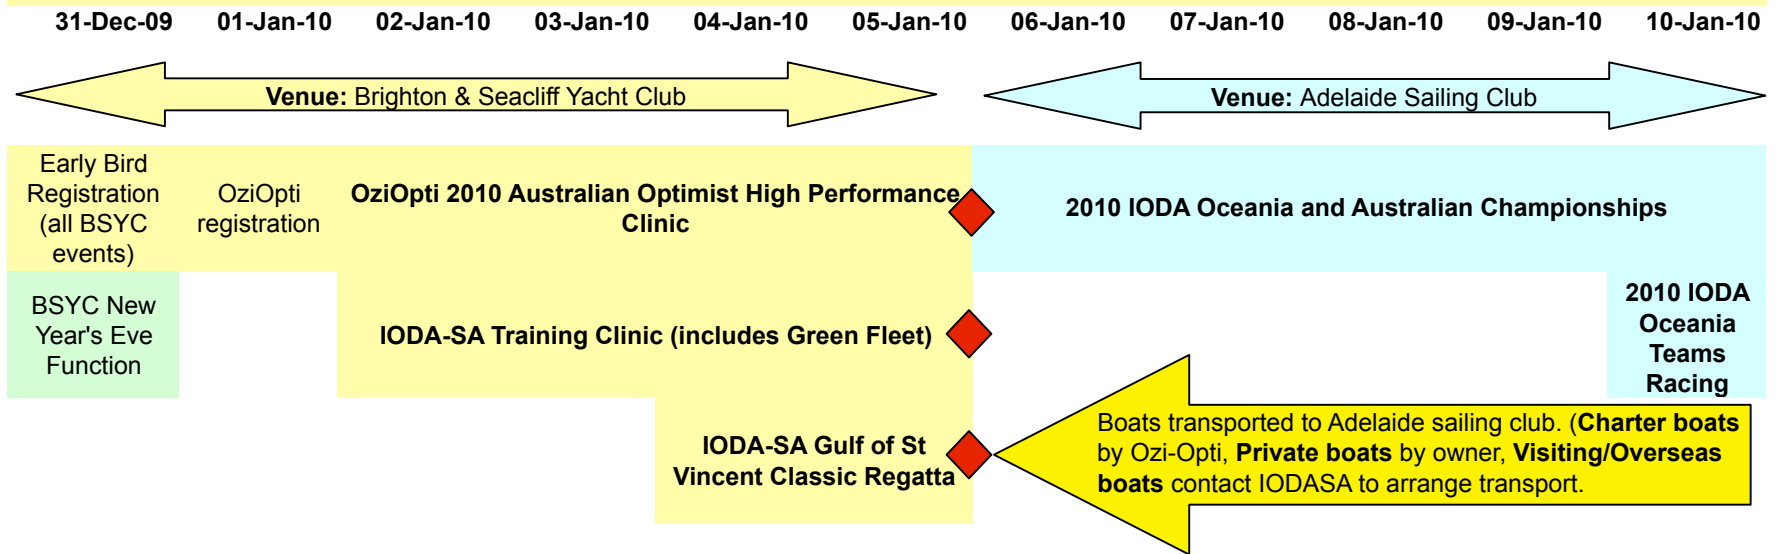 31-Dec-09 01-Jan-10 02-Jan-10 03-Jan-10 04-Jan-10 05-Jan-10 06-Jan-10 07-Jan-10 08-Jan-10 09-Jan-10 10-Jan-10
Venue: Brighton & Seacliff Yacht Club
Venue: Adelaide Sailing Club
Early Bird
Registration
(all BSYC
events)
OziOpti
registration
OziOpti 2010 Australian Optimist High Performance
Clinic
2010 IODA Oceania and Australian Championships
BSYC New
Year's Eve
Function
IODA-SA Training Clinic (includes Green Fleet)
2010 IODA
Oceania
Teams
Racing
IODA-SA Gulf of St
Vincent Classic Regatta
Boats transported to Adelaide sailing club. (Charter boats
by Ozi-Opti, Private boats by owner, Visiting/Overseas
boats contact IODASA to arrange transport.